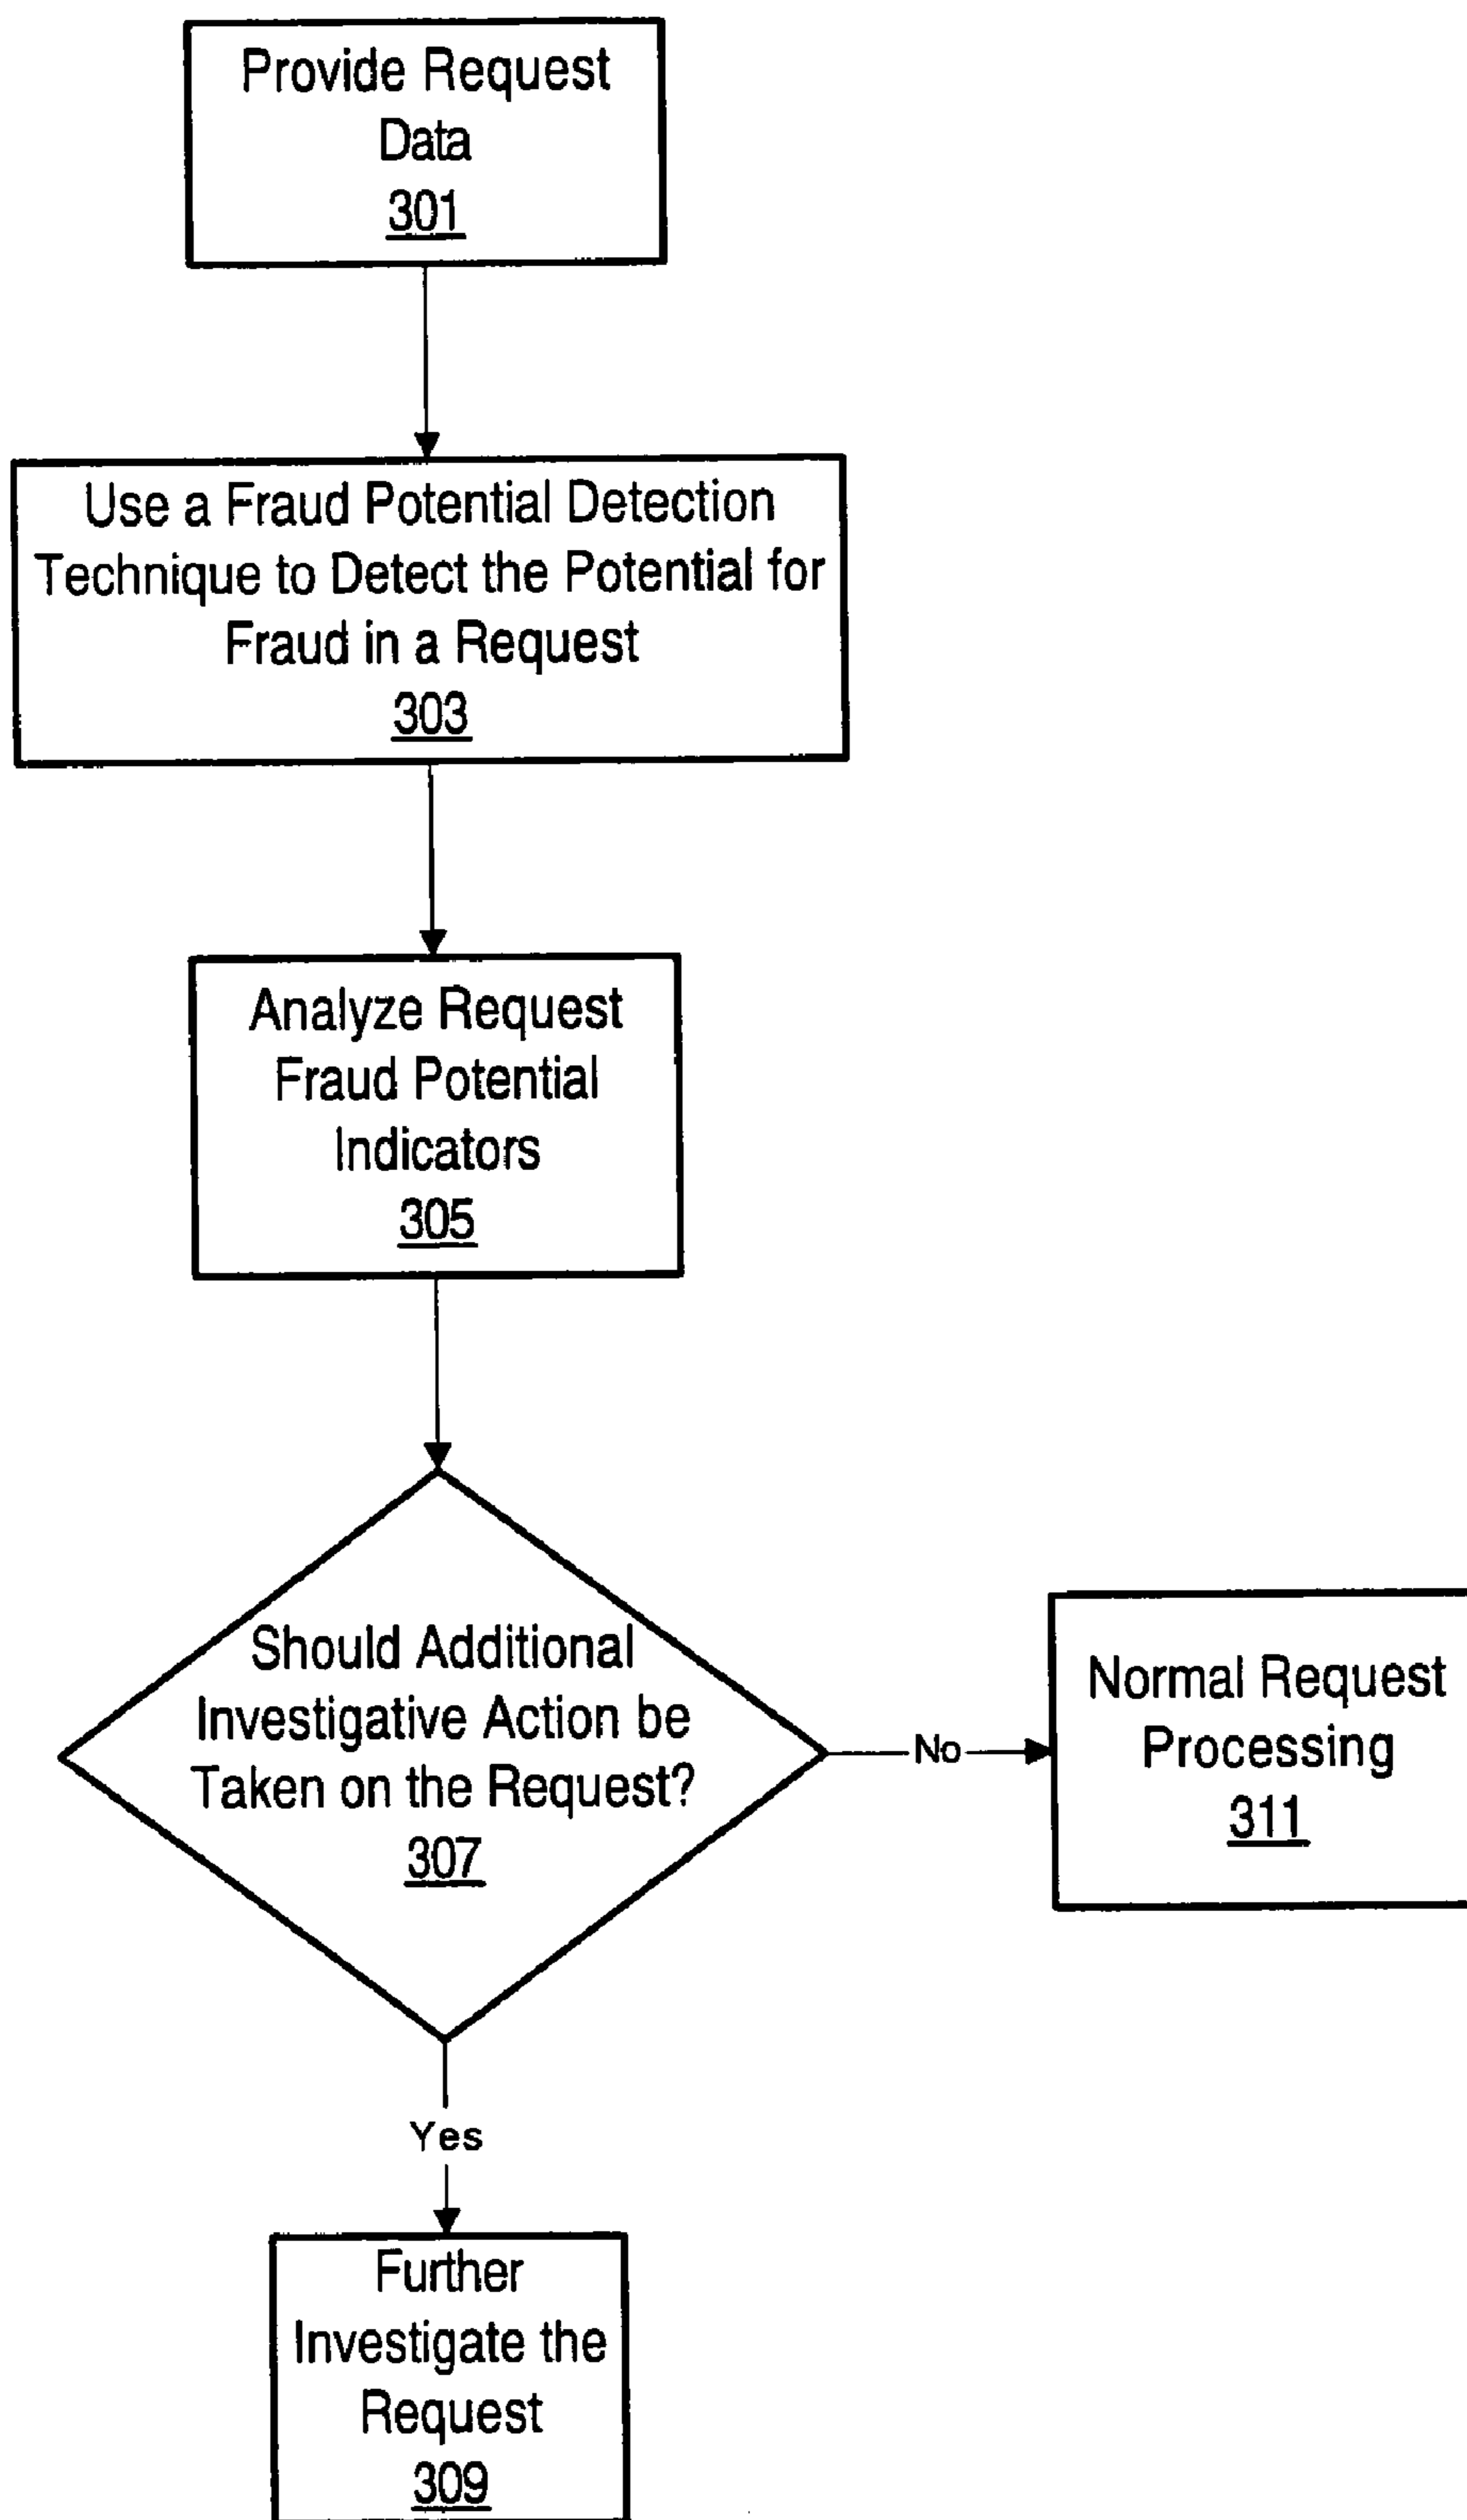 Provide Request
Data
301
Use a Fraud Potential Detection
Technique to Detect the Potential for
Fraud in a Request
303
Analyze Request
Fraud Potential
Indicators
305
Should Additional
Investigative Action be
Taken on the Request?
307
No
Normal Request
Processing
311
Yes
Further
Investigate the
Request
309